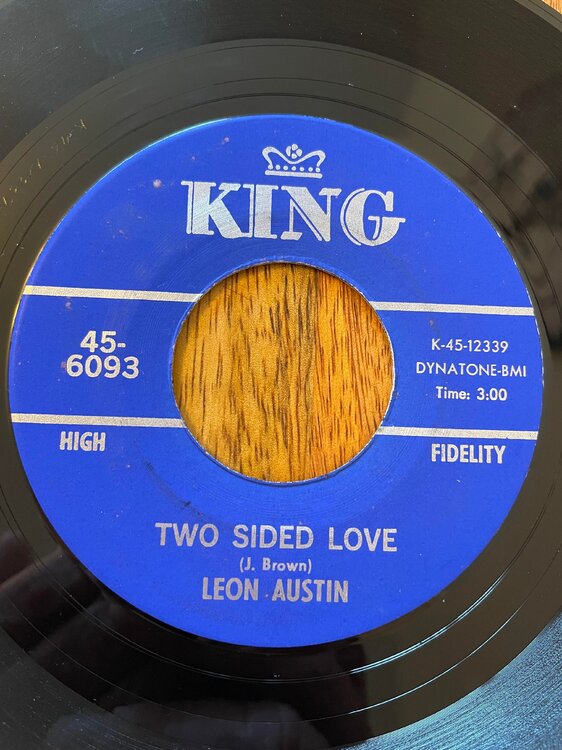 KING
45-
6093
K-45-12339
DYNATONE-BMI
Time: 3:00
HIGH
FIDELITY
TWO SIDED LOVE
(J. Brown)
LEON AUSTIN